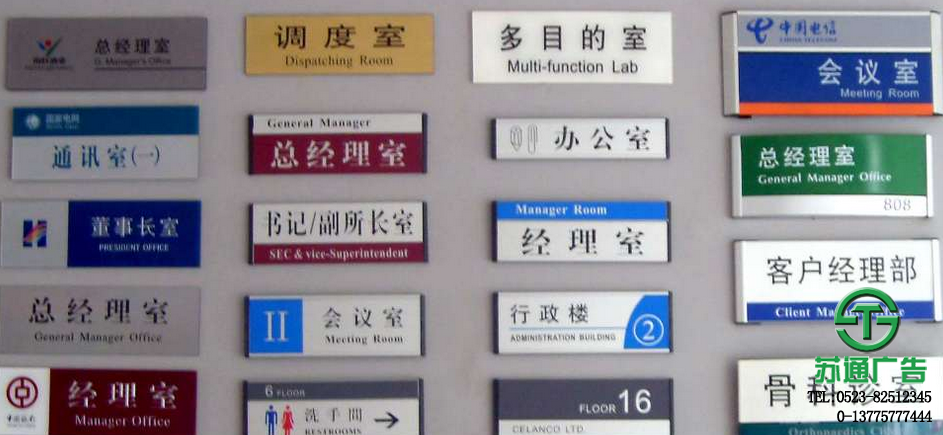 总经理室
G. Manager's Office
通讯室(一)
董事长室
PRESIDENT OFFICE
总经理室
General Manager Office
经理室
Manager Office
调度室
Dispatching Room
General Manager
总经理室
书记/副所长室
SEC & vice-Superintendent
II
会议室
Meeting Room
6 FLOOR
洗手間
RESTROOMS
多目的室
Multi-function Lab
办公室
Manager Room
经理室
行政楼
ADMINISTRATION BUILDING
2
FLOOR 16
CELANCO LTD.
中国电信
CHINA TELECOM
会议室
Meeting Room
总经理室
General Manager Office
808
客户经理部
Client
骨科诊室
苏通广告
TEL:0523-82512345
0-13775777444